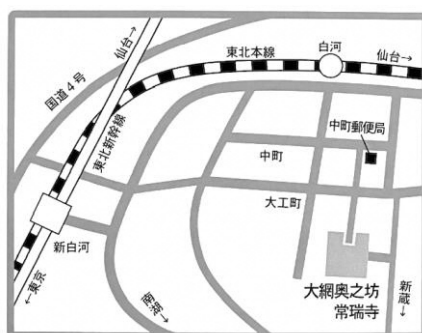 仙台→
東北本線
白河
仙台→
国道4号
東北新幹線
中町郵便局
中町
大工町
新白河
←東京
南湖→
大網奥之坊
常瑞寺
新蔵→